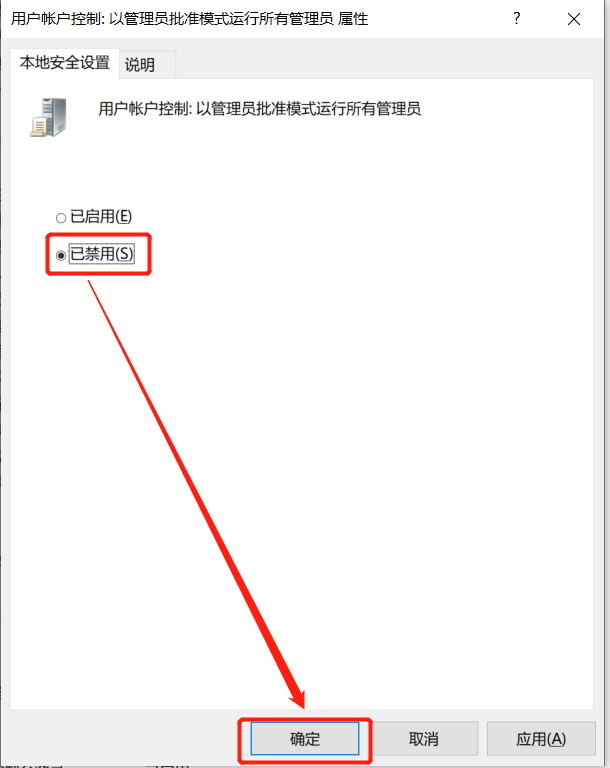 用户帐户控制: 以管理员批准模式运行所有管理员 属性
?
本地安全设置
说明
用户帐户控制: 以管理员批准模式运行所有管理员
已启用(E)
已禁用(S)
确定
取消
应用(A)